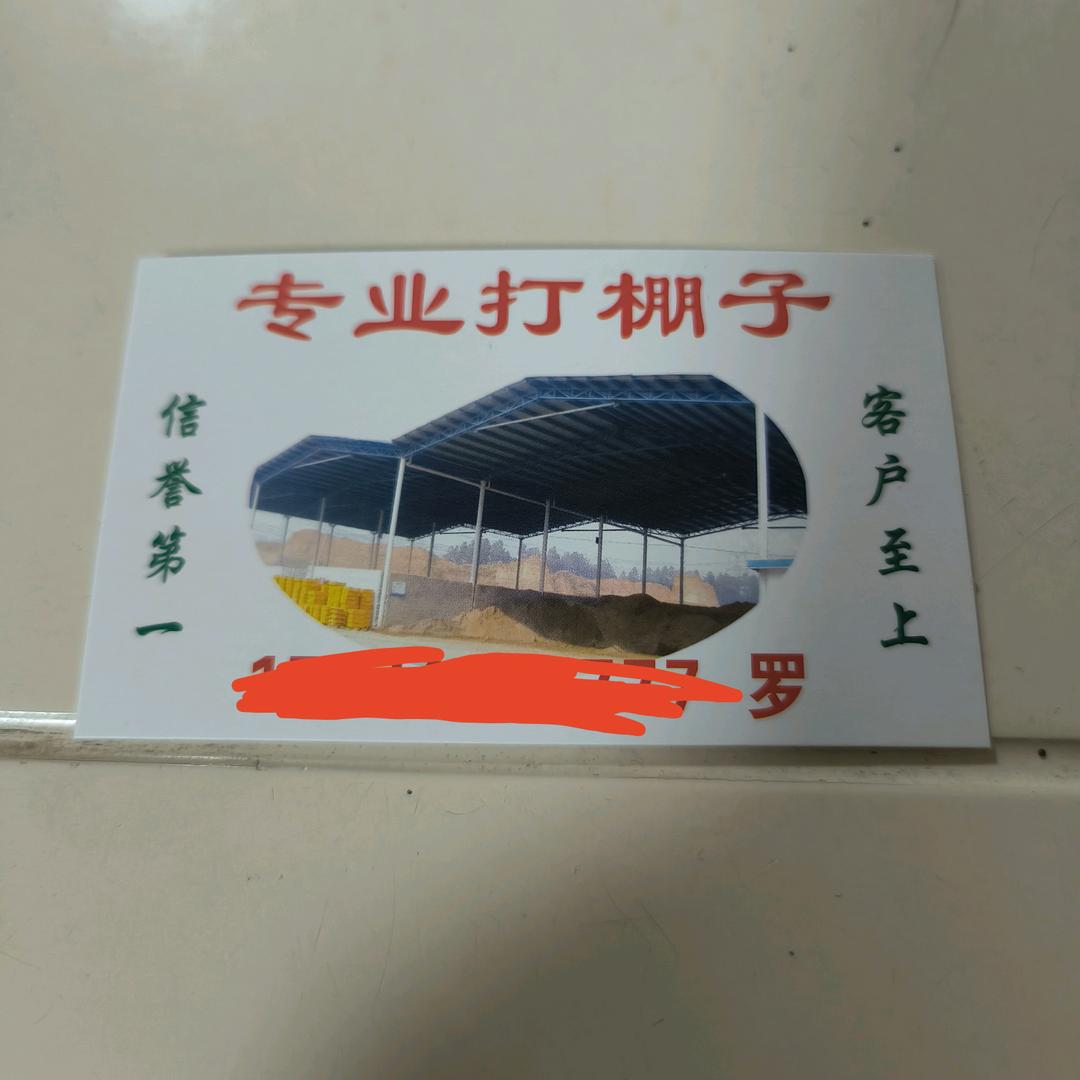 专业打棚子
信誉第一
客户至上
罗